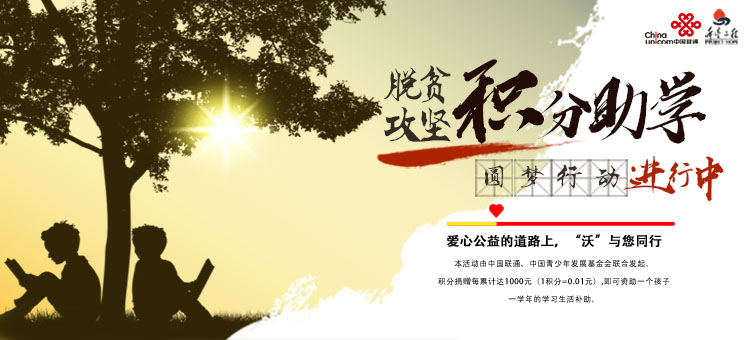 China
unicom中国联通
希望工程
PROJECT HOPE
脱贫
攻坚
积分助学
圆梦行动进行中
爱心公益的道路上，“沃”与您同行
本活动由中国联通、中国青少年发展基金会联合发起。
积分捐赠每累计达1000元（1积分=0.01元）,即可资助一个孩子
一学年的学习生活补助。